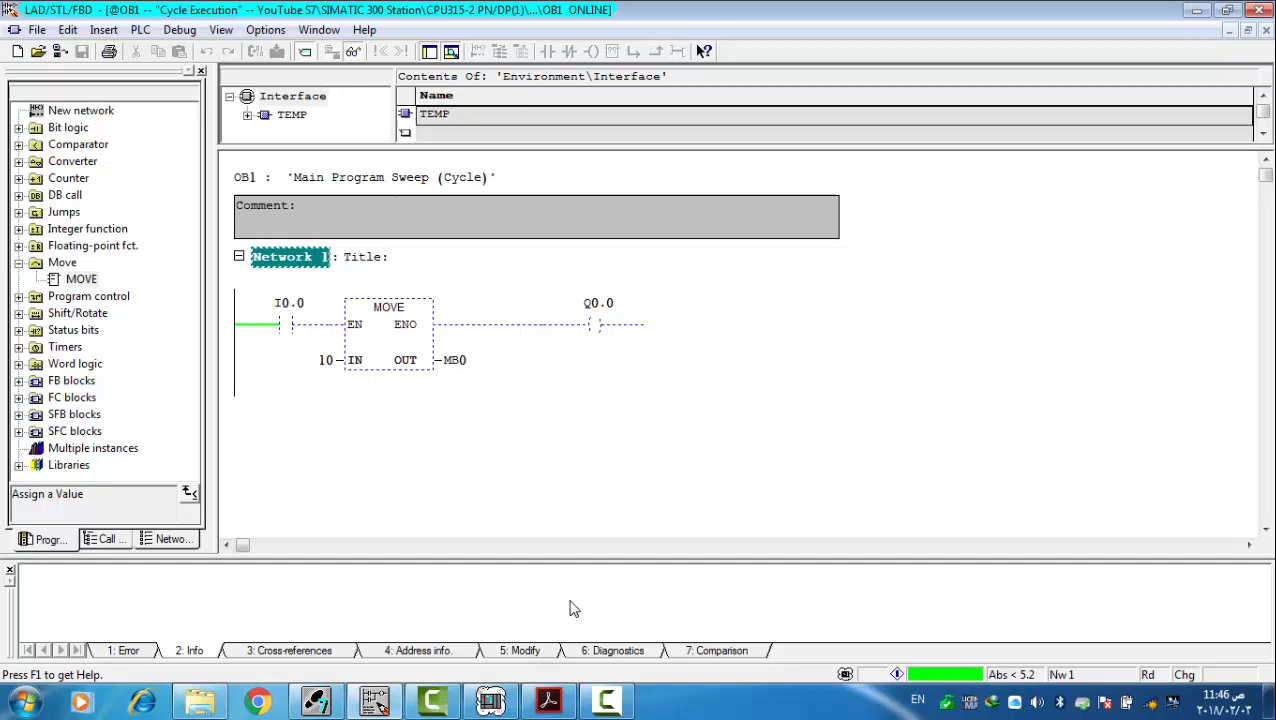 LAD/STL/FBD - [@OB1 -- "Cycle Execution" -- YouTube S7\SIMATIC 300 Station\CPU315-2 PN/DP(1)\...\OB1 ONLINE]
File Edit Insert PLC Debug View Options Window Help
Contents Of: 'Environment\Interface'
Interface
TEMP
Name
TEMP
New network
Bit logic
Comparator
Converter
Counter
DB call
Jumps
Integer function
Floating-point fct.
Move
MOVE
Program control
Shift/Rotate
Status bits
Timers
Word logic
FB blocks
FC blocks
SFB blocks
SFC blocks
Multiple instances
Libraries
Assign a Value
Progr... Call ... Netwo...
OB1 : "Main Program Sweep (Cycle)"
Comment:
Network 1: Title:
I0.0 MOVE Q0.0
EN ENO
10 IN OUT MB0
1: Error 2: Info 3: Cross-references 4: Address info. 5: Modify 6: Diagnostics 7: Comparison
Press F1 to get Help. Abs < 5.2 Nw 1 Rd Chg
EN
11:46 ص
٢٠١٨/٠٢/٠٣